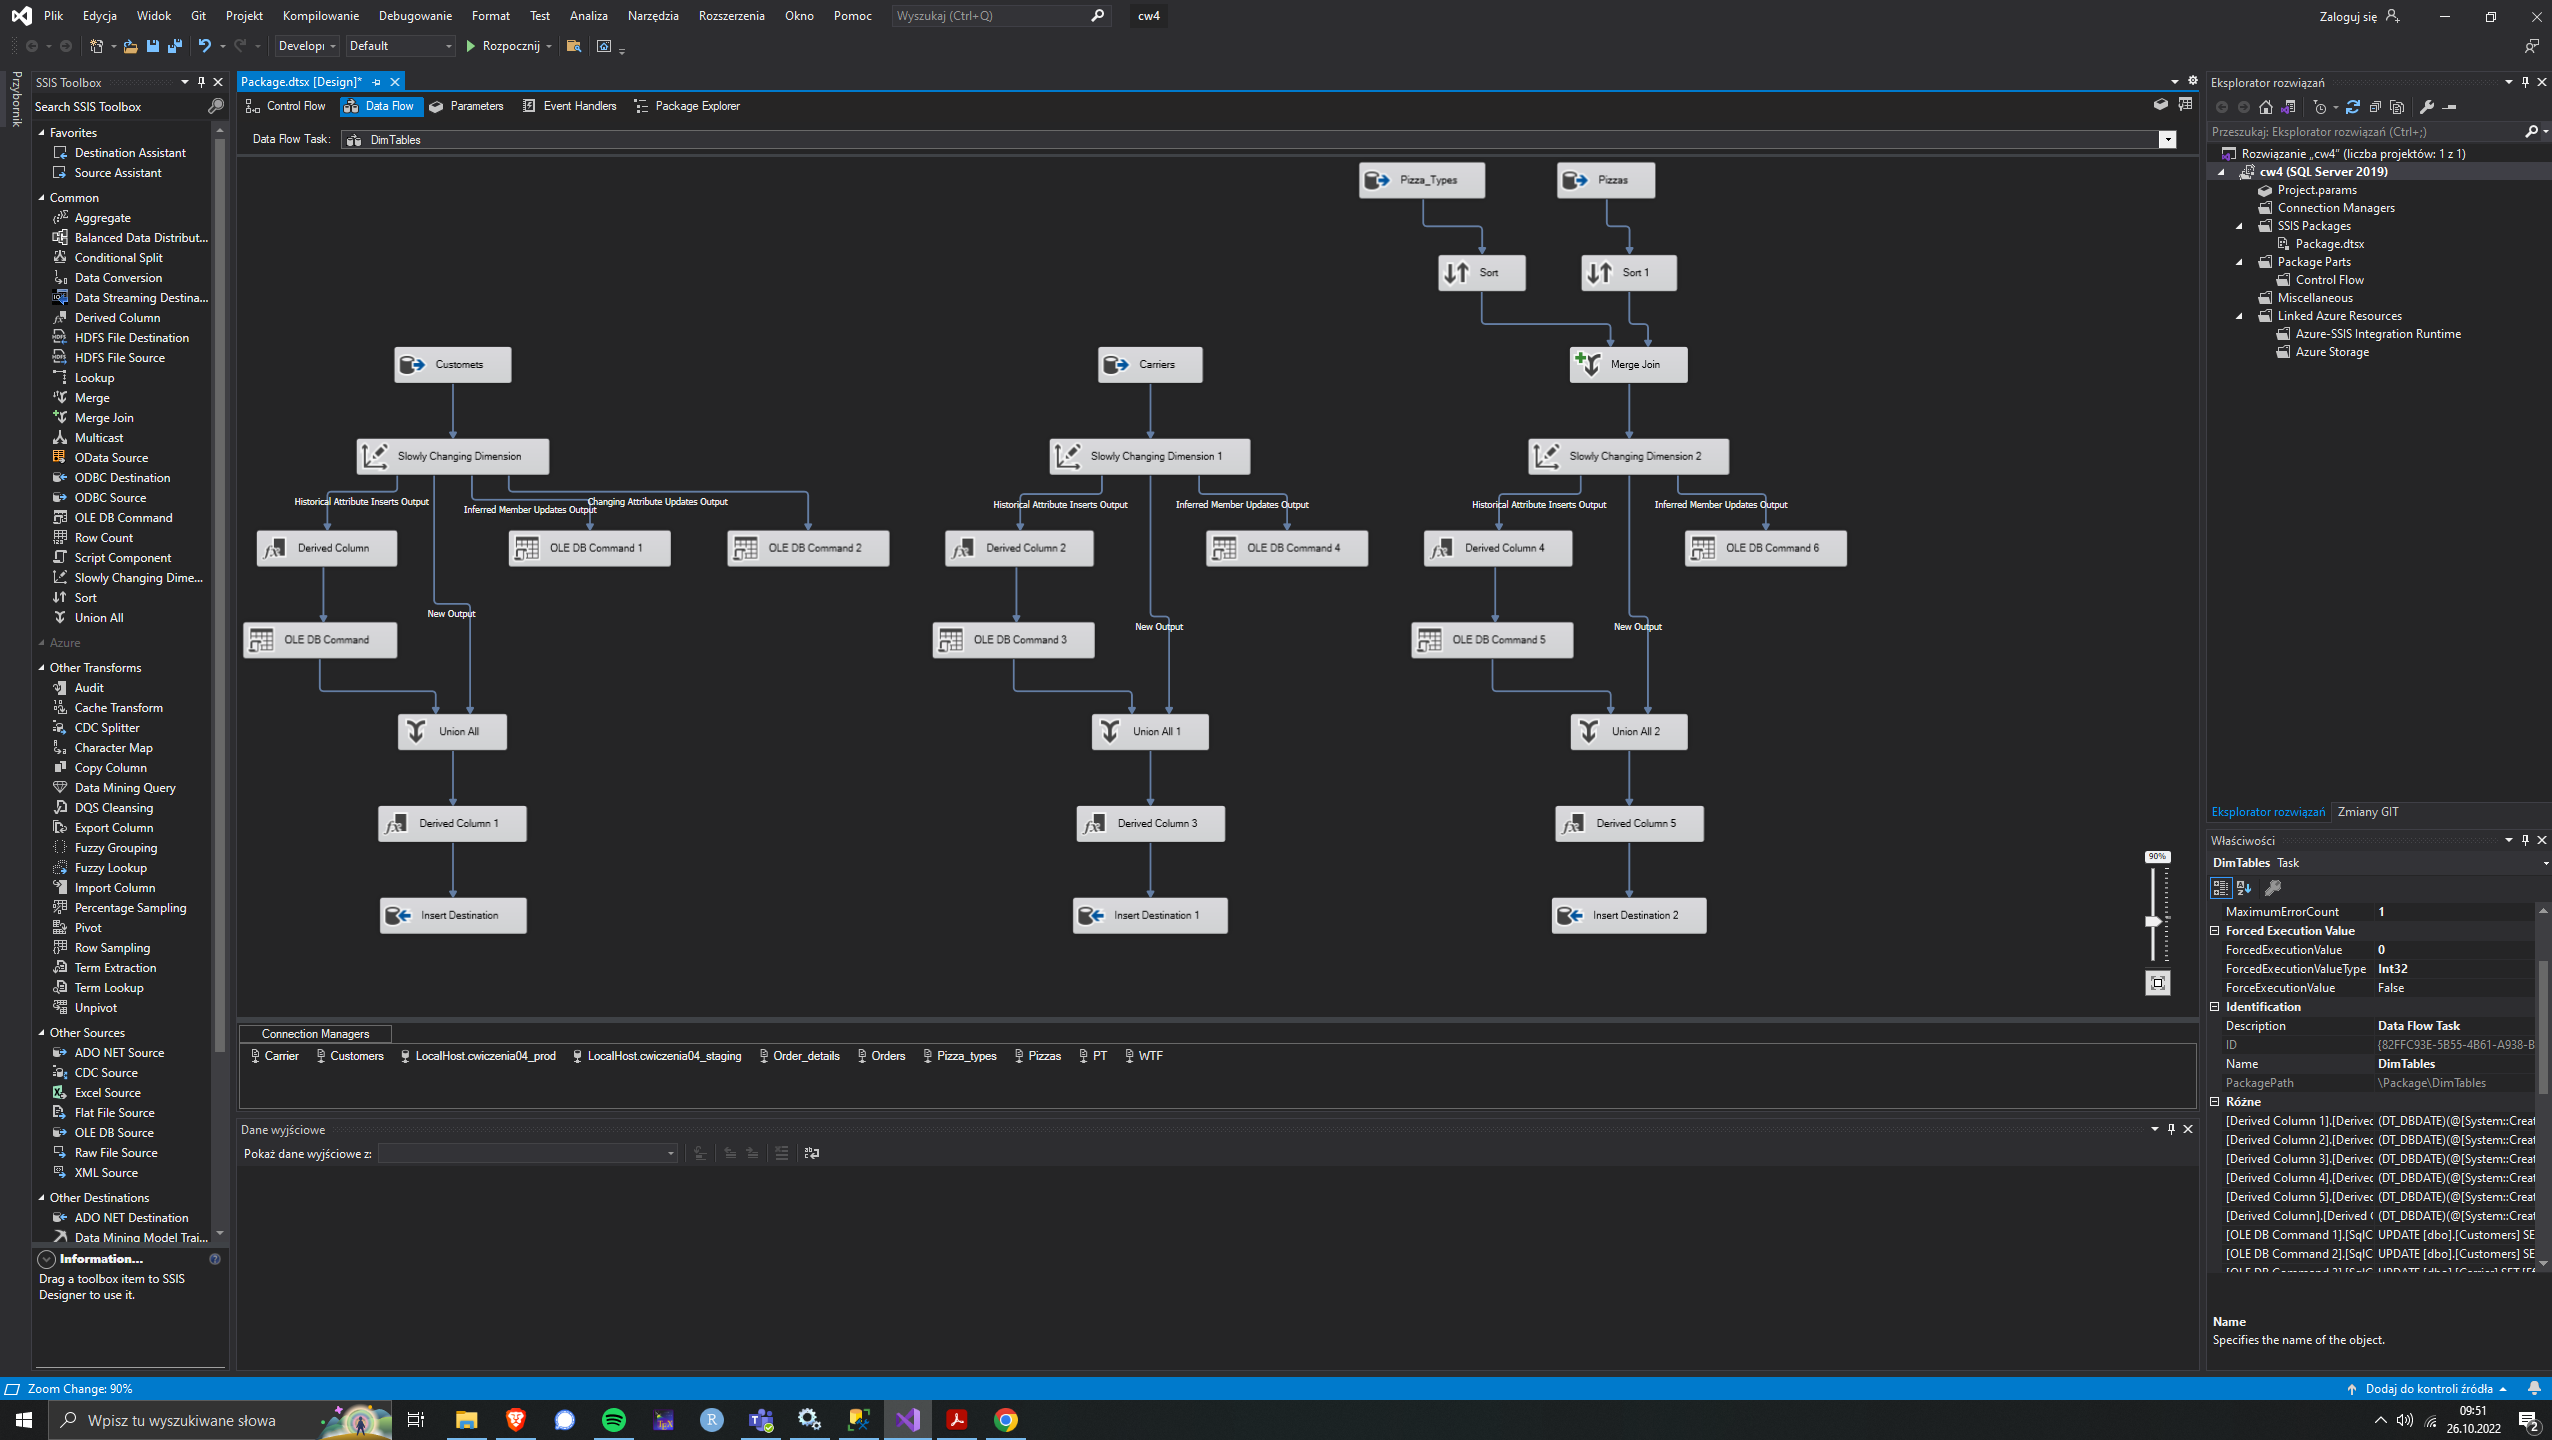 Plik Edycja Widok Git Projekt Kompilowanie Debugowanie Format Test Analiza Narzędzia Rozszerzenia Okno Pomoc Wyszukaj (Ctrl+Q) cw4 Zaloguj się
Developr Default Rozpocznij
Przybornik
SSIS Toolbox
Search SSIS Toolbox
Favorites
Destination Assistant
Source Assistant
Common
Aggregate
Balanced Data Distribut...
Conditional Split
Data Conversion
Data Streaming Destina...
Derived Column
HDFS File Destination
HDFS File Source
Lookup
Merge
Merge Join
Multicast
OData Source
ODBC Destination
ODBC Source
OLE DB Command
Row Count
Script Component
Slowly Changing Dime...
Sort
Union All
Azure
Other Transforms
Audit
Cache Transform
CDC Splitter
Character Map
Copy Column
Data Mining Query
DQS Cleansing
Export Column
Fuzzy Grouping
Fuzzy Lookup
Import Column
Percentage Sampling
Pivot
Row Sampling
Term Extraction
Term Lookup
Unpivot
Other Sources
ADO NET Source
CDC Source
Excel Source
Flat File Source
OLE DB Source
Raw File Source
XML Source
Other Destinations
ADO NET Destination
Data Mining Model Trai...
Information...
Drag a toolbox item to SSIS
Designer to use it.
Package.dtsx [Design]*
Control Flow Data Flow Parameters Event Handlers Package Explorer
Data Flow Task: DimTables
Pizza_Types Pizzas
Sort Sort 1
Customets Carriers Merge Join
Slowly Changing Dimension Slowly Changing Dimension 1 Slowly Changing Dimension 2
Historical Attribute Inserts Output Changing Attribute Updates Output
Inferred Member Updates Output
Historical Attribute Inserts Output Inferred Member Updates Output
Historical Attribute Inserts Output Inferred Member Updates Output
Derived Column OLE DB Command 1 OLE DB Command 2 Derived Column 2 OLE DB Command 4 Derived Column 4 OLE DB Command 6
New Output New Output New Output
OLE DB Command OLE DB Command 3 OLE DB Command 5
Union All Union All 1 Union All 2
Derived Column 1 Derived Column 3 Derived Column 5
Insert Destination Insert Destination 1 Insert Destination 2
90%
Connection Managers
Carrier Customers LocalHost.cwiczenia04_prod LocalHost.cwiczenia04_staging Order_details Orders Pizza_types Pizzas PT WTF
Dane wyjściowe
Pokaż dane wyjściowe z:
Eksplorator rozwiązań
Przeszukaj: Eksplorator rozwiązań (Ctrl+;)
Rozwiązanie „cw4" (liczba projektów: 1 z 1)
cw4 (SQL Server 2019)
Project.params
Connection Managers
SSIS Packages
Package.dtsx
Package Parts
Control Flow
Miscellaneous
Linked Azure Resources
Azure-SSIS Integration Runtime
Azure Storage
Eksplorator rozwiązań Zmiany GIT
Właściwości
DimTables Task
MaximumErrorCount 1
Forced Execution Value
ForcedExecutionValue 0
ForcedExecutionValueType Int32
ForceExecutionValue False
Identification
Description Data Flow Task
ID {82FFC93E-5B55-4B61-A938-B
Name DimTables
PackagePath \Package\DimTables
Różne
[Derived Column 1].[Derivec (DT_DBDATE)(@[System::Creat
[Derived Column 2].[Derivec (DT_DBDATE)(@[System::Creat
[Derived Column 3].[Derivec (DT_DBDATE)(@[System::Creat
[Derived Column 4].[Derivec (DT_DBDATE)(@[System::Creat
[Derived Column 5].[Derivec (DT_DBDATE)(@[System::Creat
[Derived Column].[Derived C (DT_DBDATE)(@[System::Creat
[OLE DB Command 1].[SqlC UPDATE [dbo].[Customers] SE
[OLE DB Command 2].[SqlC UPDATE [dbo].[Customers] SE
Name
Specifies the name of the object.
Zoom Change: 90% Dodaj do kontroli źródła
Wpisz tu wyszukiwane słowa
09:51
26.10.2022
2